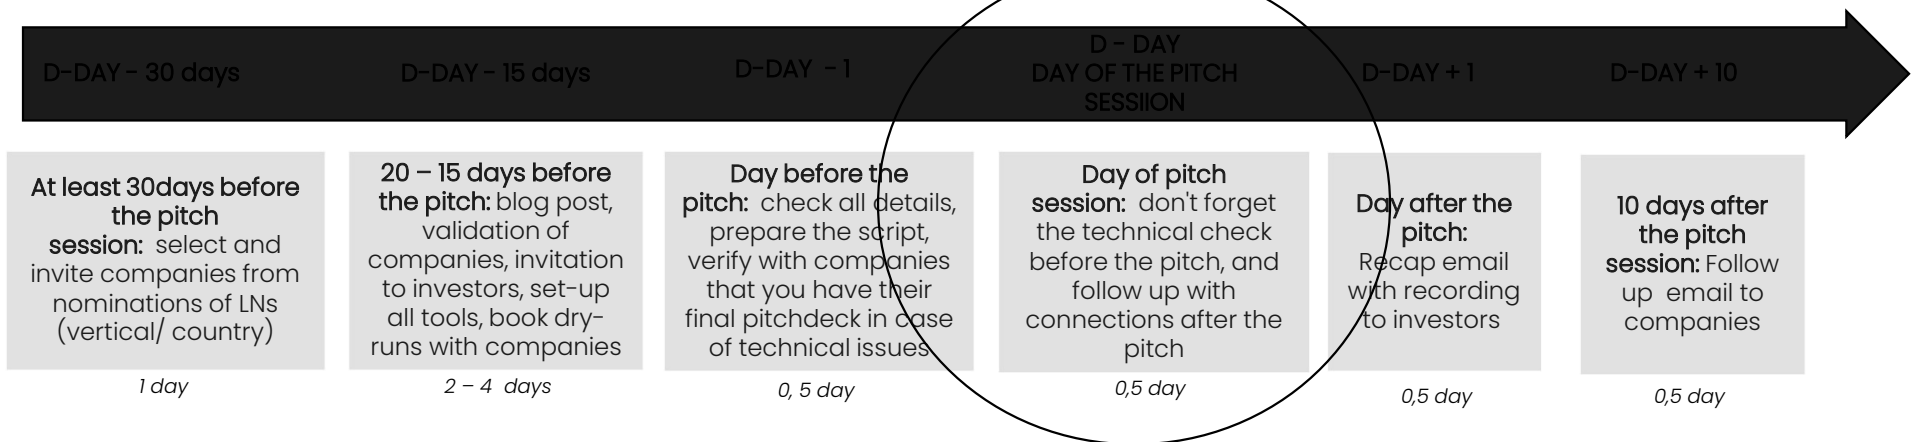 D-DAY - 30 days
D-DAY - 15 days
D-DAY - 1
D - DAY
DAY OF THE PITCH
SESSIION
D-DAY + 1
D-DAY + 10
At least 30days before
the pitch
session: select and
invite companies from
nominations of LNs
(vertical/ country)
1 day
20 – 15 days before
the pitch: blog post,
validation of
companies, invitation
to investors, set-up
all tools, book dry-
runs with companies
2 – 4 days
Day before the
pitch: check all details,
prepare the script,
verify with companies
that you have their
final pitchdeck in case
of technical issues
0, 5 day
Day of pitch
session: don't forget
the technical check
before the pitch, and
follow up with
connections after the
pitch
0,5 day
Day after the
pitch:
Recap email
with recording
to investors
0,5 day
10 days after
the pitch
session: Follow
up email to
companies
0,5 day